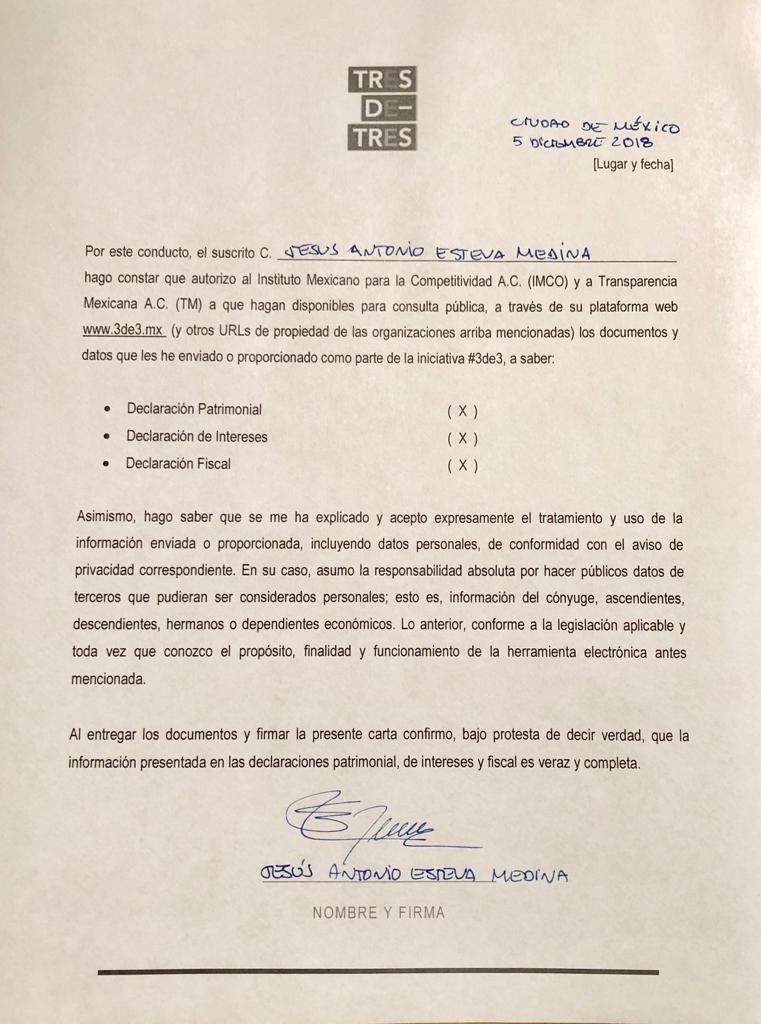 TRES
DE-
TRES
CIUDAD DE MÉXICO
5 DICIEMBRE 2018
[Lugar y fecha]
Por este conducto, el suscrito C. JESUS ANTONIO ESTEVA MEDINA
hago constar que autorizo al Instituto Mexicano para la Competitividad A.C. (IMCO) y a Transparencia
Mexicana A.C. (TM) a que hagan disponibles para consulta pública, a través de su plataforma web
www.3de3.mx (y otros URLs de propiedad de las organizaciones arriba mencionadas) los documentos y
datos que les he enviado o proporcionado como parte de la iniciativa #3de3, a saber:
• Declaración Patrimonial ( X )
• Declaración de Intereses ( X )
• Declaración Fiscal ( X )
Asimismo, hago saber que se me ha explicado y acepto expresamente el tratamiento y uso de la
información enviada o proporcionada, incluyendo datos personales, de conformidad con el aviso de
privacidad correspondiente. En su caso, asumo la responsabilidad absoluta por hacer públicos datos de
terceros que pudieran ser considerados personales; esto es, información del cónyuge, ascendientes,
descendientes, hermanos o dependientes económicos. Lo anterior, conforme a la legislación aplicable y
toda vez que conozco el propósito, finalidad y funcionamiento de la herramienta electrónica antes
mencionada.
Al entregar los documentos y firmar la presente carta confirmo, bajo protesta de decir verdad, que la
información presentada en las declaraciones patrimonial, de intereses y fiscal es veraz y completa.
JESÚS ANTONIO ESTEVA MEDINA
NOMBRE Y FIRMA